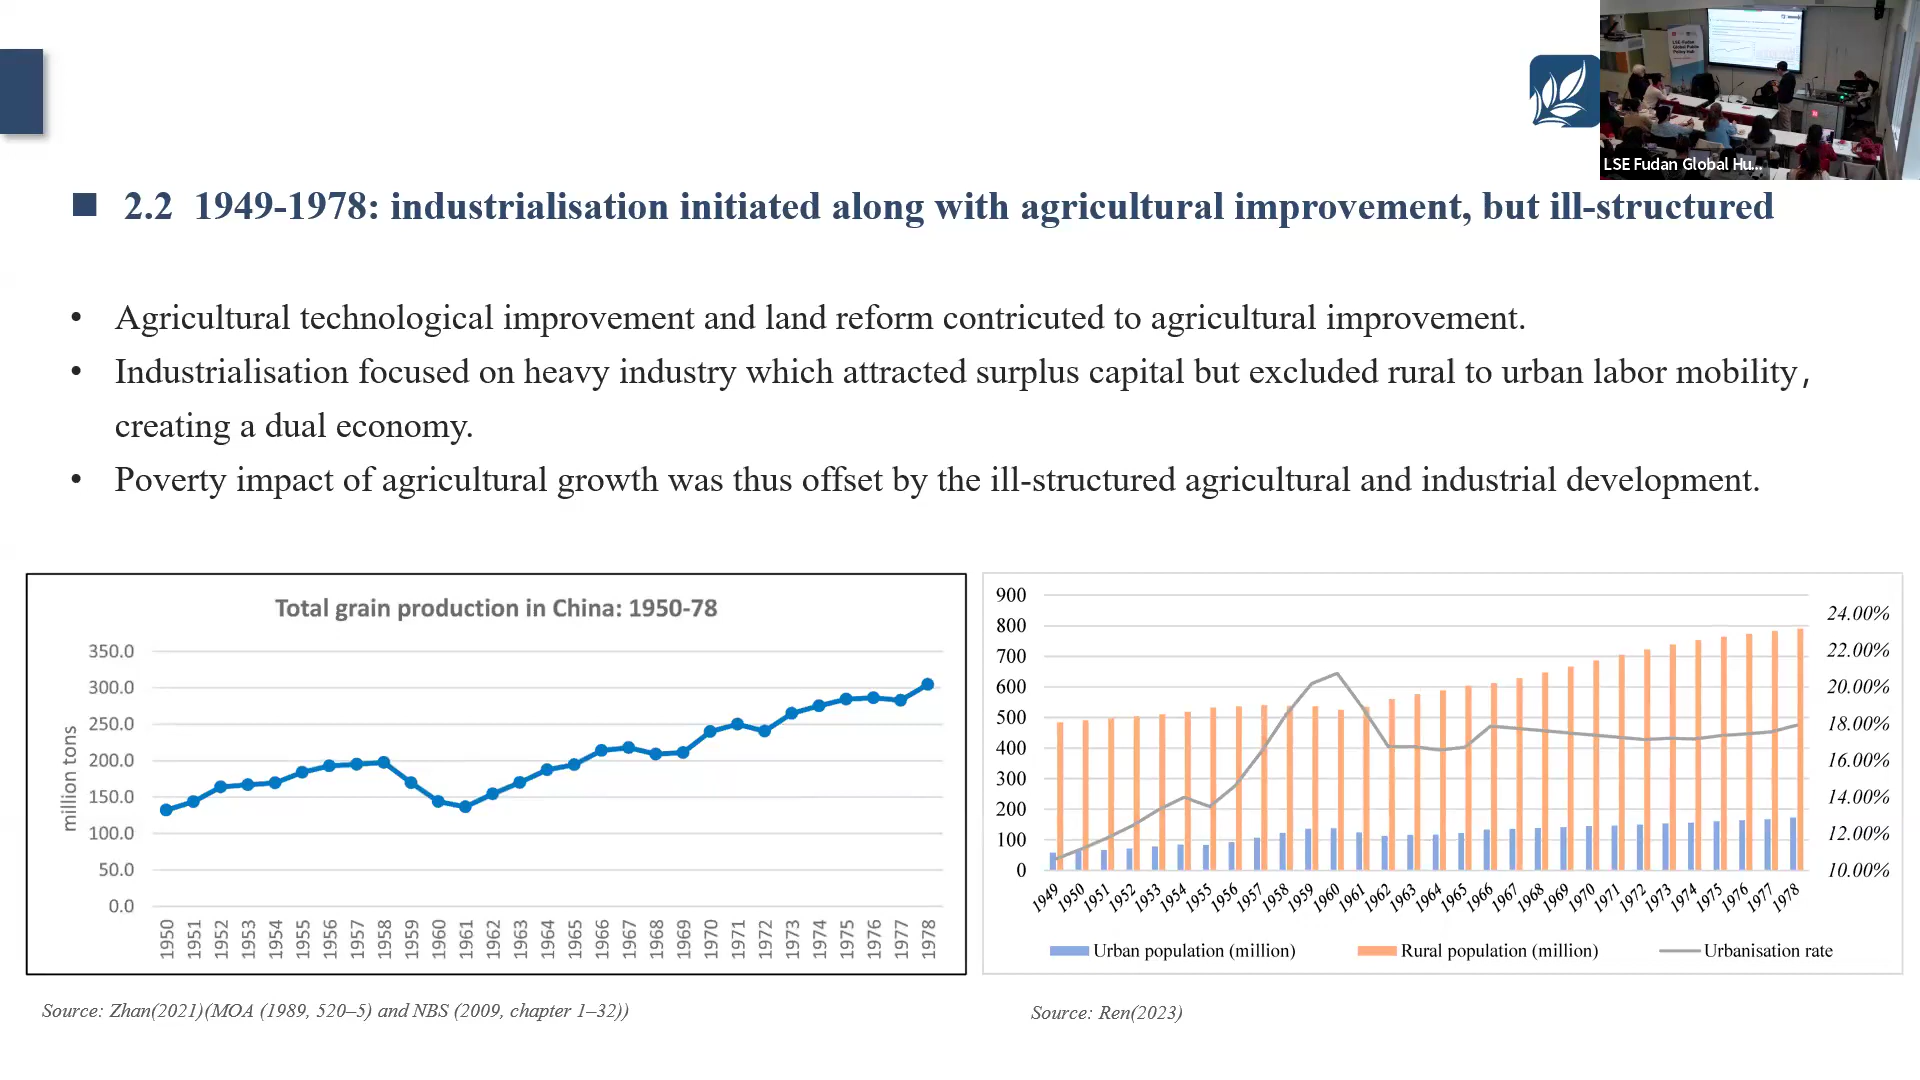 LSE-Fudan
Global Public
Policy Hub
LSE Fudan Global Hu...
■ 2.2 1949-1978: industrialisation initiated along with agricultural improvement, but ill-structured
• Agricultural technological improvement and land reform contricuted to agricultural improvement.
• Industrialisation focused on heavy industry which attracted surplus capital but excluded rural to urban labor mobility,
creating a dual economy.
• Poverty impact of agricultural growth was thus offset by the ill-structured agricultural and industrial development.
Total grain production in China: 1950-78
million tons
350.0
300.0
250.0
200.0
150.0
100.0
50.0
0.0
1950 1951 1952 1953 1954 1955 1956 1957 1958 1959 1960 1961 1962 1963 1964 1965 1966 1967 1968 1969 1970 1971 1972 1973 1974 1975 1976 1977 1978
Source: Zhan(2021)(MOA (1989, 520–5) and NBS (2009, chapter 1–32))
900
800
700
600
500
400
300
200
100
0
24.00%
22.00%
20.00%
18.00%
16.00%
14.00%
12.00%
10.00%
1949 1950 1951 1952 1953 1954 1955 1956 1957 1958 1959 1960 1961 1962 1963 1964 1965 1966 1967 1968 1969 1970 1971 1972 1973 1974 1975 1976 1977 1978
Urban population (million) Rural population (million) Urbanisation rate
Source: Ren(2023)